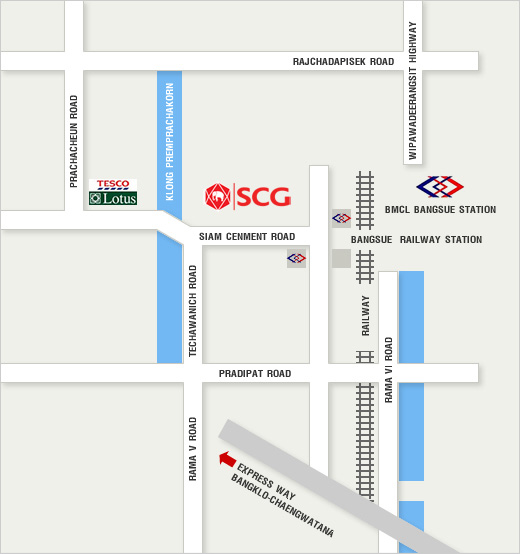 RAJCHADAPISEK ROAD
WIPAWADEERANGSIT HIGHWAY
PRACHACHEUN ROAD
KLONG PREMPRACHAKORN
TESCO
Lotus
SCG
BMCL BANGSUE STATION
SIAM CENMENT ROAD
BANGSUE RAILWAY STATION
TECHAWANICH ROAD
RAILWAY
RAMA VI ROAD
PRADIPAT ROAD
RAMA V ROAD
EXPRESS WAY
BANGKLO-CHAENGWATANA